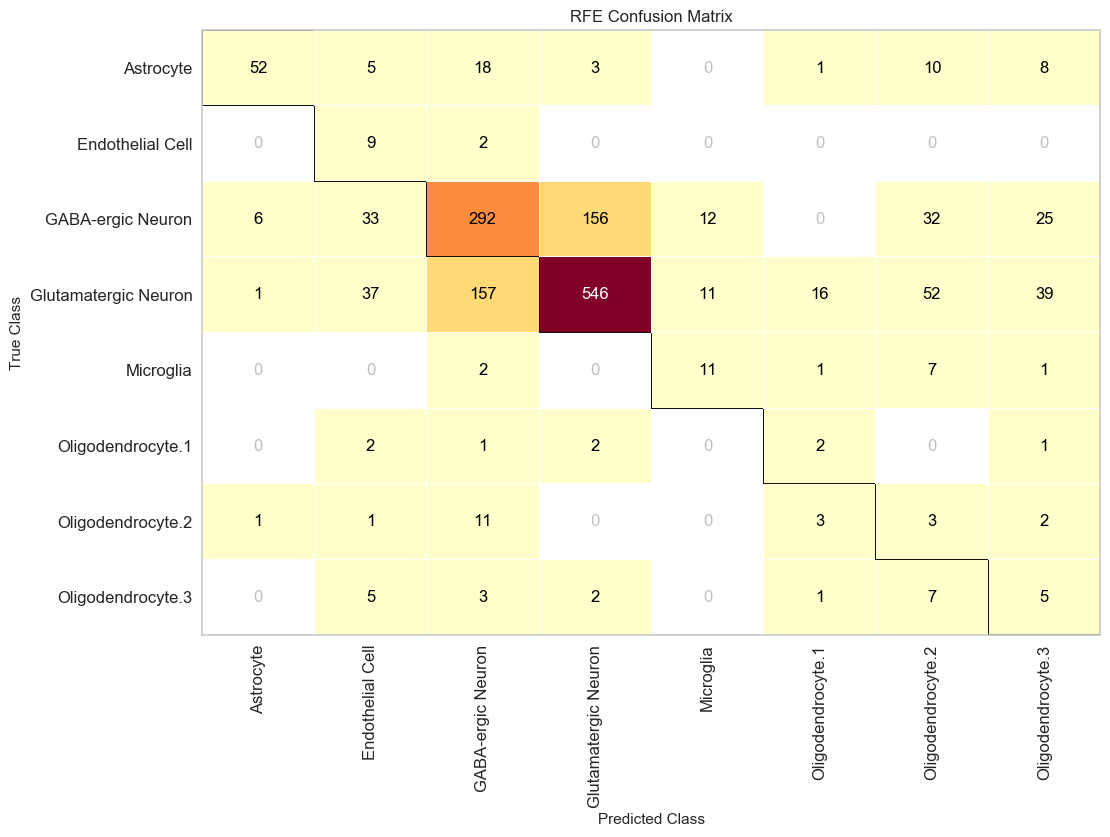 RFE Confusion Matrix
True Class
Astrocyte 52 5 18 3 0 1 10 8
Endothelial Cell 0 9 2 0 0 0 0 0
GABA-ergic Neuron 6 33 292 156 12 0 32 25
Glutamatergic Neuron 1 37 157 546 11 16 52 39
Microglia 0 0 2 0 11 1 7 1
Oligodendrocyte.1 0 2 1 2 0 2 0 1
Oligodendrocyte.2 1 1 11 0 0 3 3 2
Oligodendrocyte.3 0 5 3 2 0 1 7 5
Astrocyte
Endothelial Cell
GABA-ergic Neuron
Glutamatergic Neuron
Microglia
Oligodendrocyte.1
Oligodendrocyte.2
Oligodendrocyte.3
Predicted Class